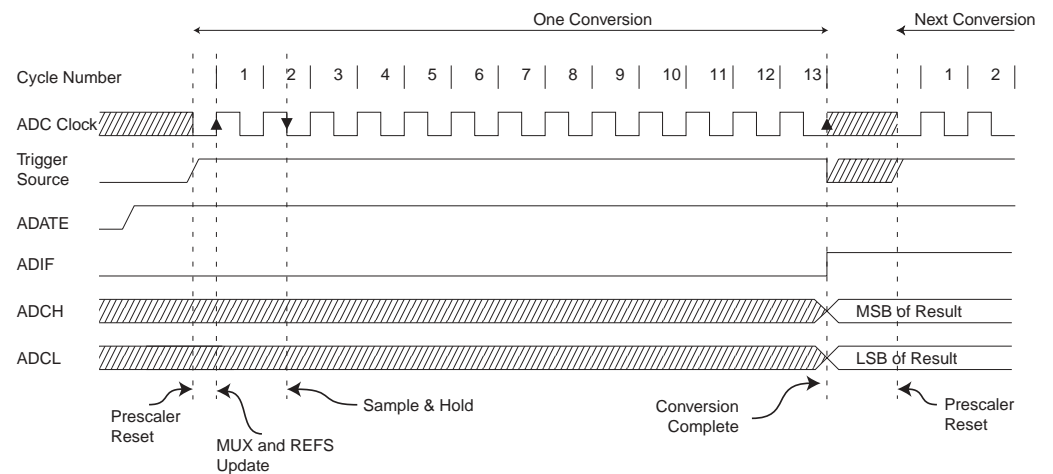 One Conversion
Next Conversion
Cycle Number
1 2 3 4 5 6 7 8 9 10 11 12 13 1 2
ADC Clock
Trigger
Source
ADATE
ADIF
ADCH
MSB of Result
ADCL
LSB of Result
Prescaler
Reset
MUX and REFS
Update
Sample & Hold
Conversion
Complete
Prescaler
Reset